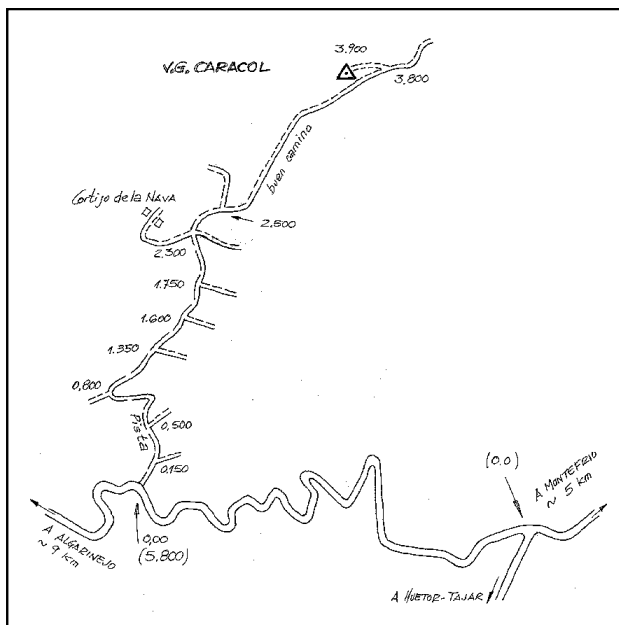 V.G. CARACOL
3.900
3.800
buen camino
Cortijo de la NAVA
2.500
2.300
1.750
1.600
1.350
0.800
Pista
0.500
0.150
(0.0)
A MONTEFRIO
~ 5 km
A ALGARINEJO
~ 9 km
0.00
(5.800)
A HUETOR-TAJAR